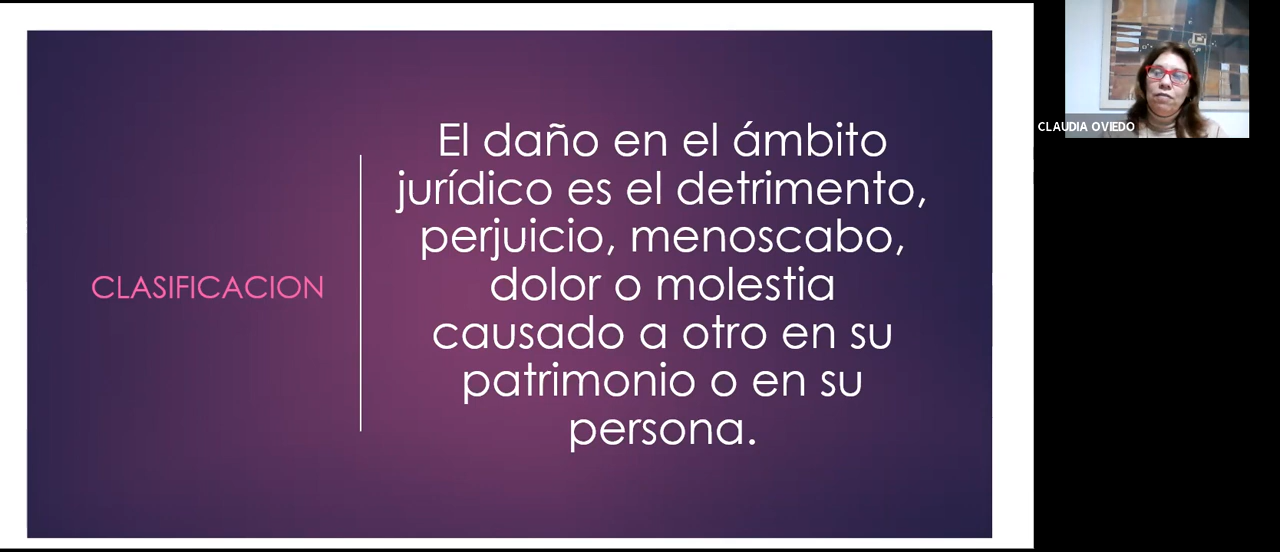 CLASIFICACION
El daño en el ámbito
jurídico es el detrimento,
perjuicio, menoscabo,
dolor o molestia
causado a otro en su
patrimonio o en su
persona.
CLAUDIA OVIEDO